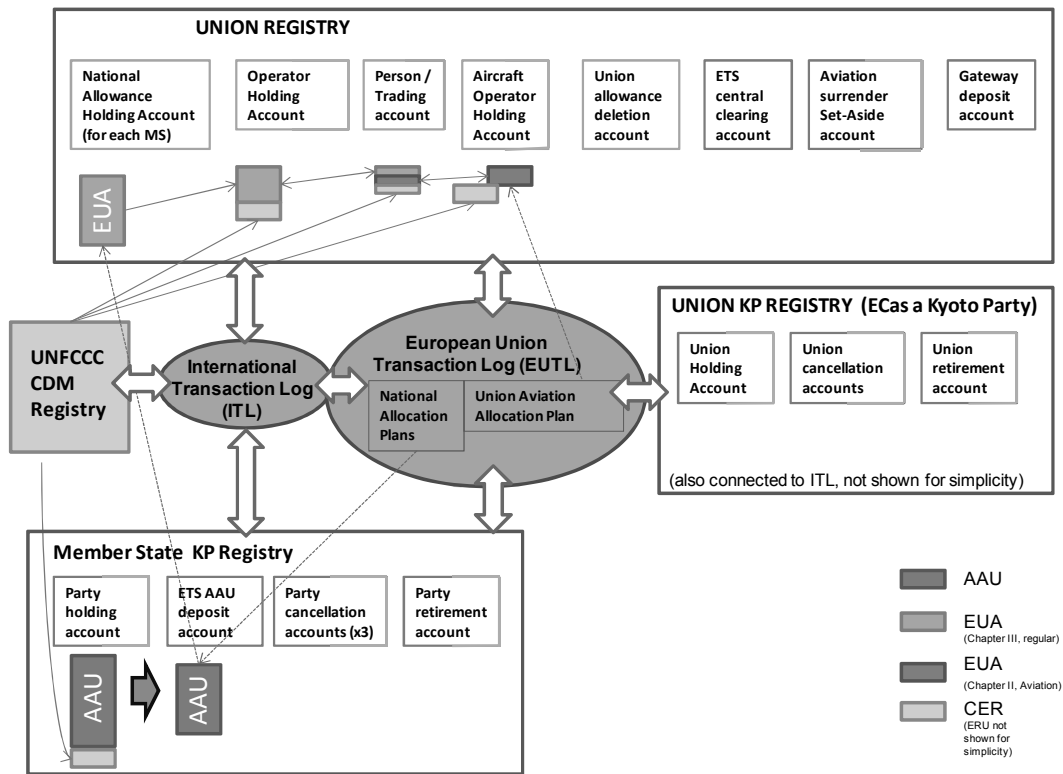 UNION REGISTRY
National
Allowance
Holding Account
(for each MS)
Operator
Holding
Account
Person /
Trading
account
Aircraft
Operator
Holding
Account
Union
allowance
deletion
account
ETS
central
clearing
account
Aviation
surrender
Set-Aside
account
Gateway
deposit
account
EUA
UNFCCC
CDM
Registry
International
Transaction Log
(ITL)
European Union
Transaction Log (EUTL)
National
Allocation
Plans
Union Aviation
Allocation Plan
UNION KP REGISTRY (ECas a Kyoto Party)
Union
Holding
Account
Union
cancellation
accounts
Union
retirement
account
(also connected to ITL, not shown for simplicity)
Member State KP Registry
Party
holding
account
ETS AAU
deposit
account
Party
cancellation
accounts (x3)
Party
retirement
account
AAU
AAU
AAU
EUA
(Chapter III, regular)
EUA
(Chapter II, Aviation)
CER
(ERU not
shown for
simplicity)